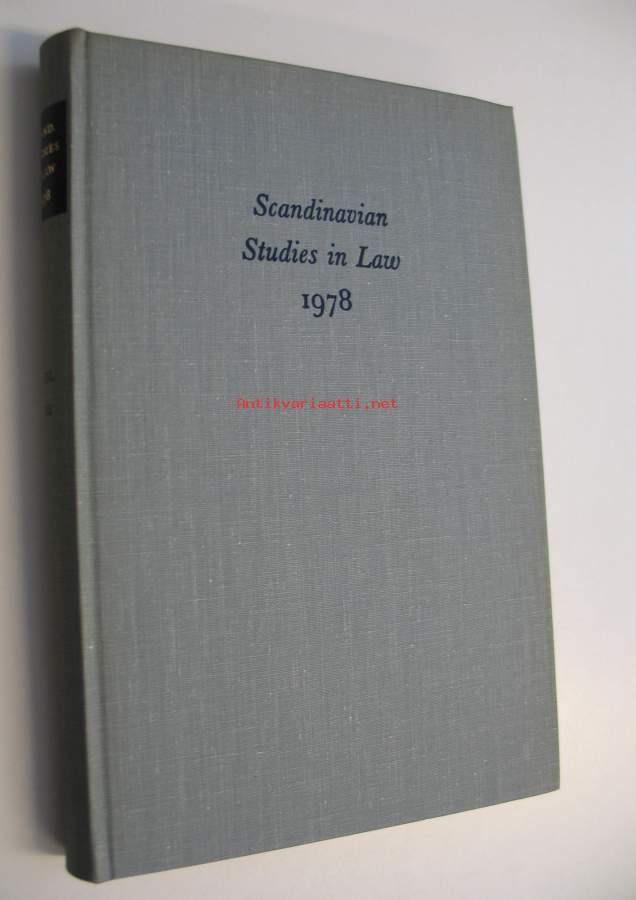 Scandinavian
Studies in Law
1978
Antikvariaatti.net